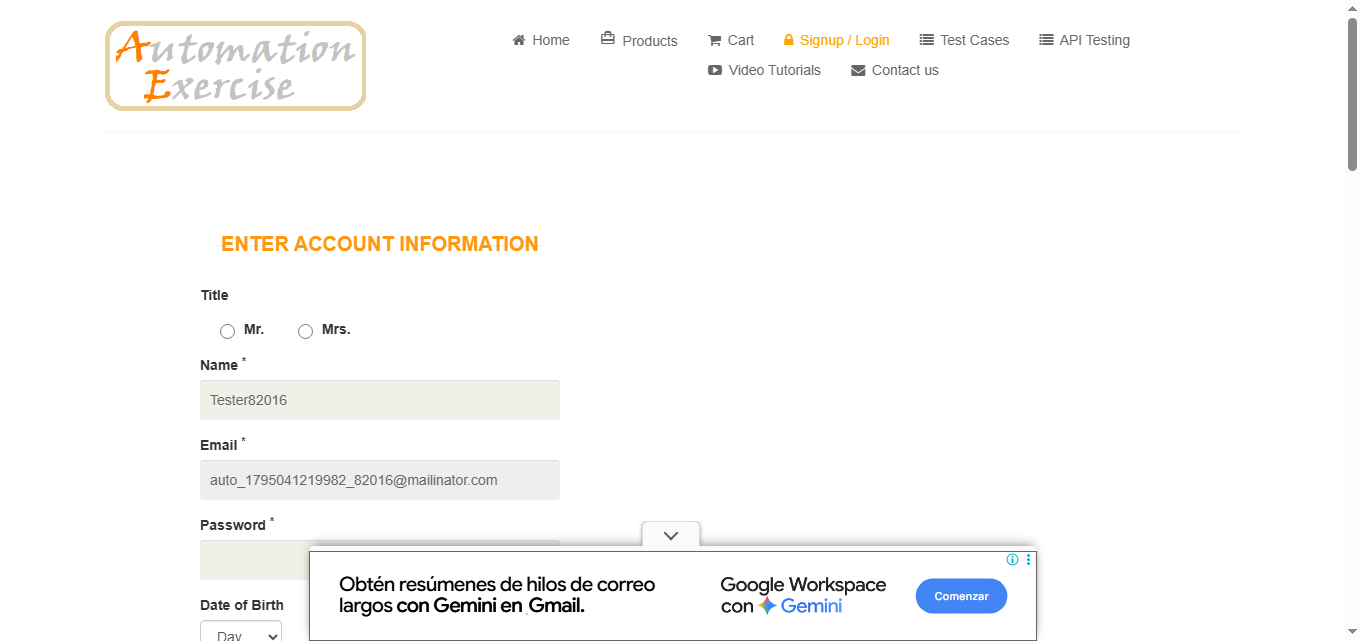 Automation
Exercise
Home
Products
Cart
Signup / Login
Test Cases
API Testing
Video Tutorials
Contact us
ENTER ACCOUNT INFORMATION
Title
Mr.
Mrs.
Name *
Tester82016
Email *
auto_1795041219982_82016@mailinator.com
Password *
Date of Birth
Day
Obtén resúmenes de hilos de correo
largos con Gemini en Gmail.
Google Workspace
con Gemini
Comenzar